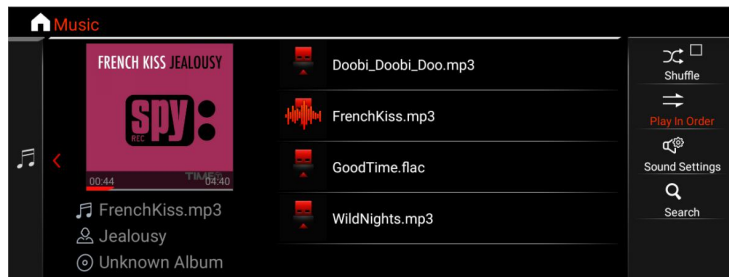 Music
FRENCH KISS JEALOUSY
spy:
REC
TIME
00:44
04:40
FrenchKiss.mp3
Jealousy
Unknown Album
Doobi_Doobi_Doo.mp3
FrenchKiss.mp3
GoodTime.flac
WildNights.mp3
Shuffle
Play In Order
Sound Settings
Search